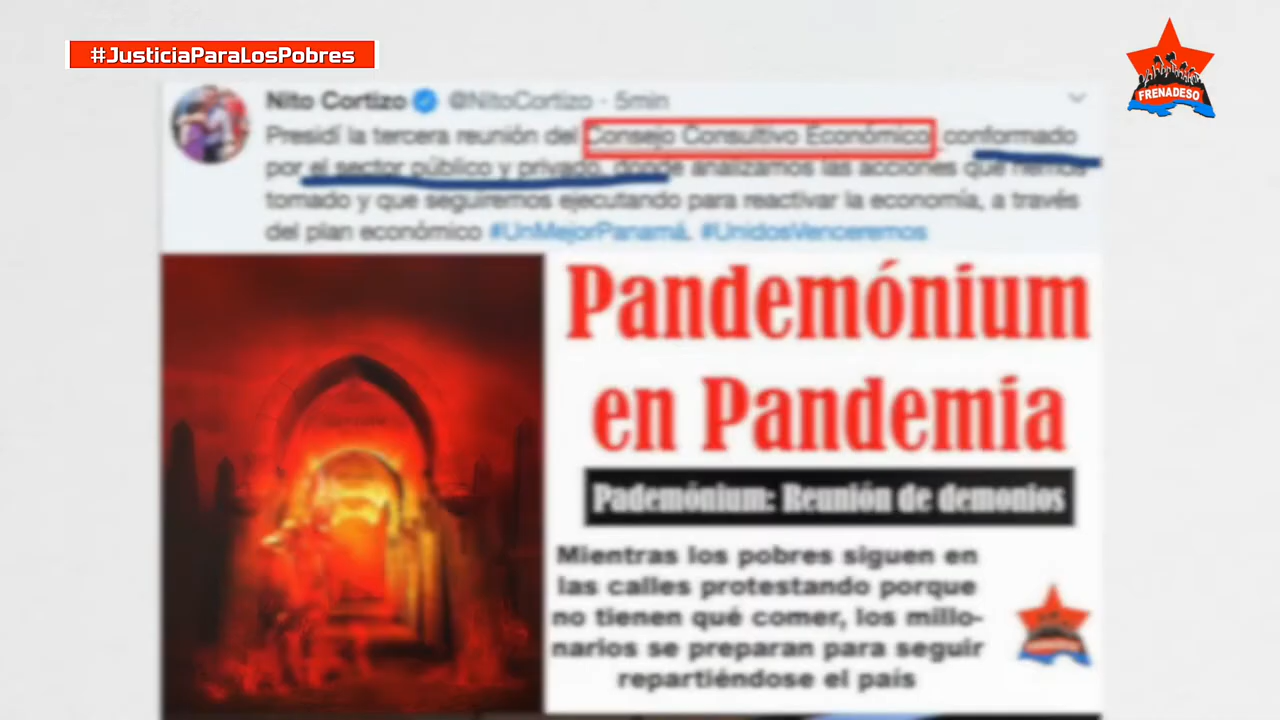 #JusticiaParaLosPobres
FRENADESO
Nito Cortizo @NitoCortizo · 5min
Presidí la tercera reunión del Consejo Consultivo Económico, conformado
por el sector público y privado, donde analizamos las acciones que hemos
tomado y que seguiremos ejecutando para reactivar la economía, a través
del plan económico #UnMejorPanamá. #UnidosVenceremos
Pandemónium
en Pandemia
Pademónium: Reunión de demonios
Mientras los pobres siguen en
las calles protestando porque
no tienen qué comer, los millo-
narios se preparan para seguir
repartiéndose el país